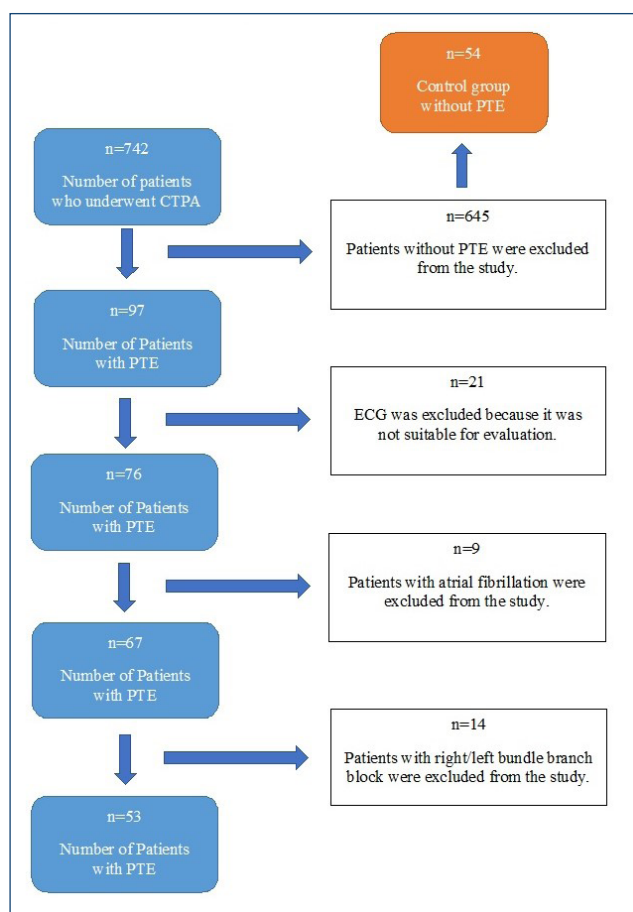 n=54
Control group
without PTE
n=742
Number of patients
who underwent CTPA
n=645
Patients without PTE were excluded
from the study.
n=97
Number of Patients
with PTE
n=21
ECG was excluded because it was
not suitable for evaluation.
n=76
Number of Patients
with PTE
n=9
Patients with atrial fibrillation were
excluded from the study.
n=67
Number of Patients
with PTE
n=14
Patients with right/left bundle branch
block were excluded from the study.
n=53
Number of Patients
with PTE